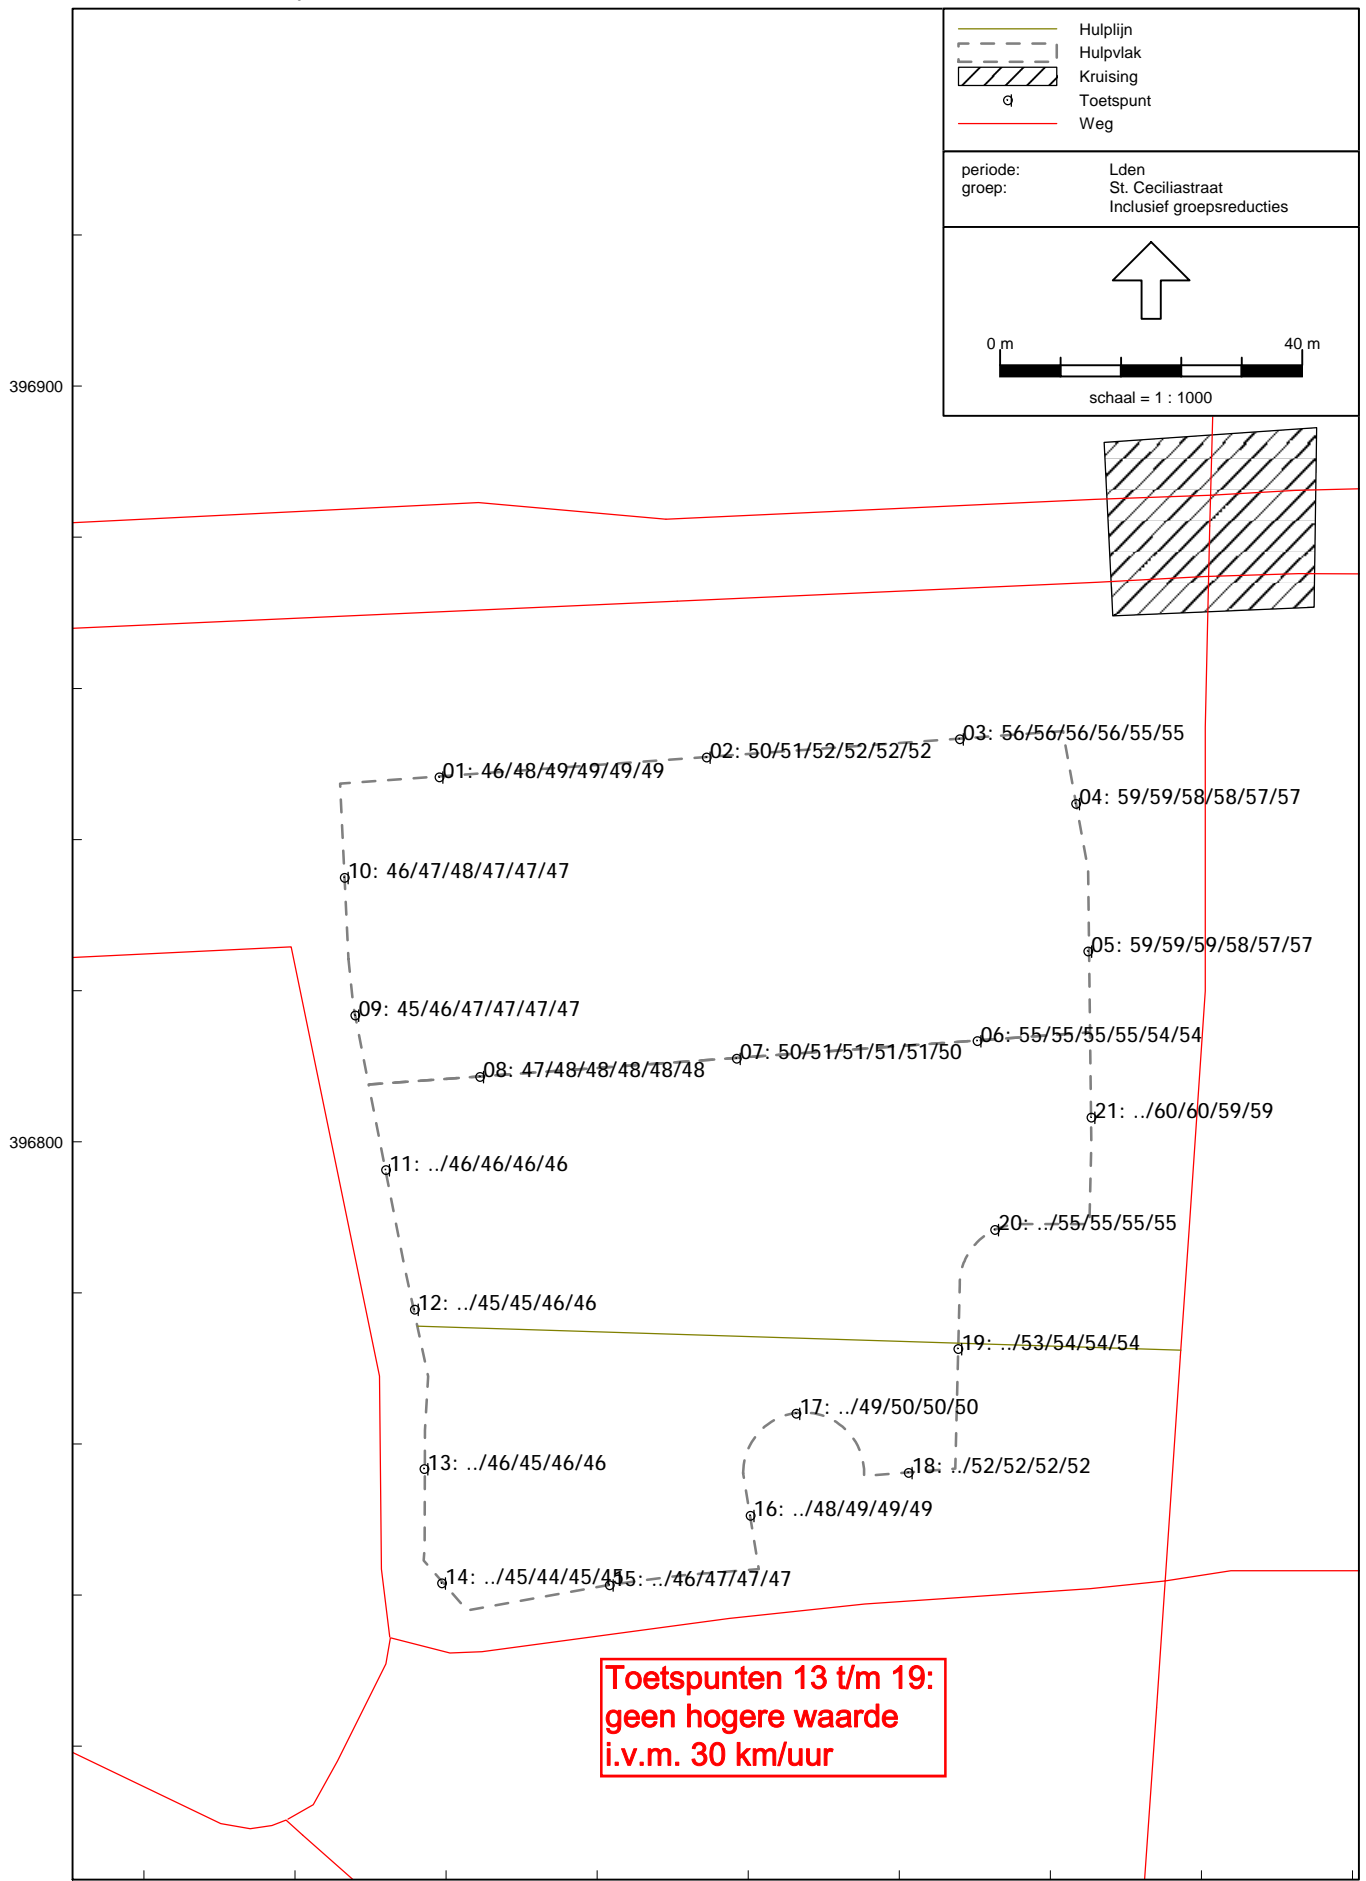 Hulplijn
Hulpvlak
Kruising
Toetspunt
Weg
periode: Lden
groep: St. Ceciliastraat
Inclusief groepsreducties
0 m 40 m
schaal = 1 : 1000
396900
03: 56/56/56/56/55/55
02: 50/51/52/52/52/52
01: 46/48/49/49/49/49
04: 59/59/58/58/57/57
10: 46/47/48/47/47/47
05: 59/59/59/58/57/57
09: 45/46/47/47/47/47
06: 55/55/55/55/54/54
07: 50/51/51/51/51/50
08: 47/48/48/48/48/48
21: ../60/60/59/59
396800
11: ../46/46/46/46
20: ../55/55/55/55
12: ../45/45/46/46
19: ../53/54/54/54
17: ../49/50/50/50
13: ../46/45/46/46
18: ../52/52/52/52
16: ../48/49/49/49
14: ../45/44/45/45
15: ../46/47/47/47
Toetspunten 13 t/m 19:
geen hogere waarde
i.v.m. 30 km/uur